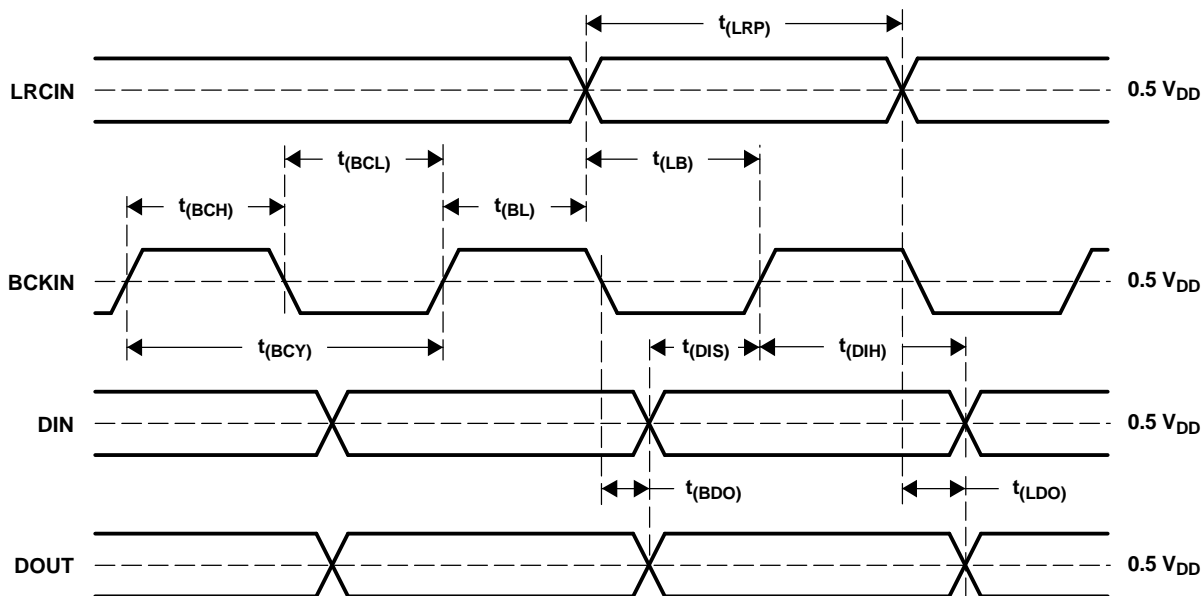 t(LRP)
LRCIN
0.5 VDD
t(BCL)
t(LB)
t(BCH)
t(BL)
BCKIN
0.5 VDD
t(BCY)
t(DIS)
t(DIH)
DIN
0.5 VDD
t(BDO)
t(LDO)
DOUT
0.5 VDD